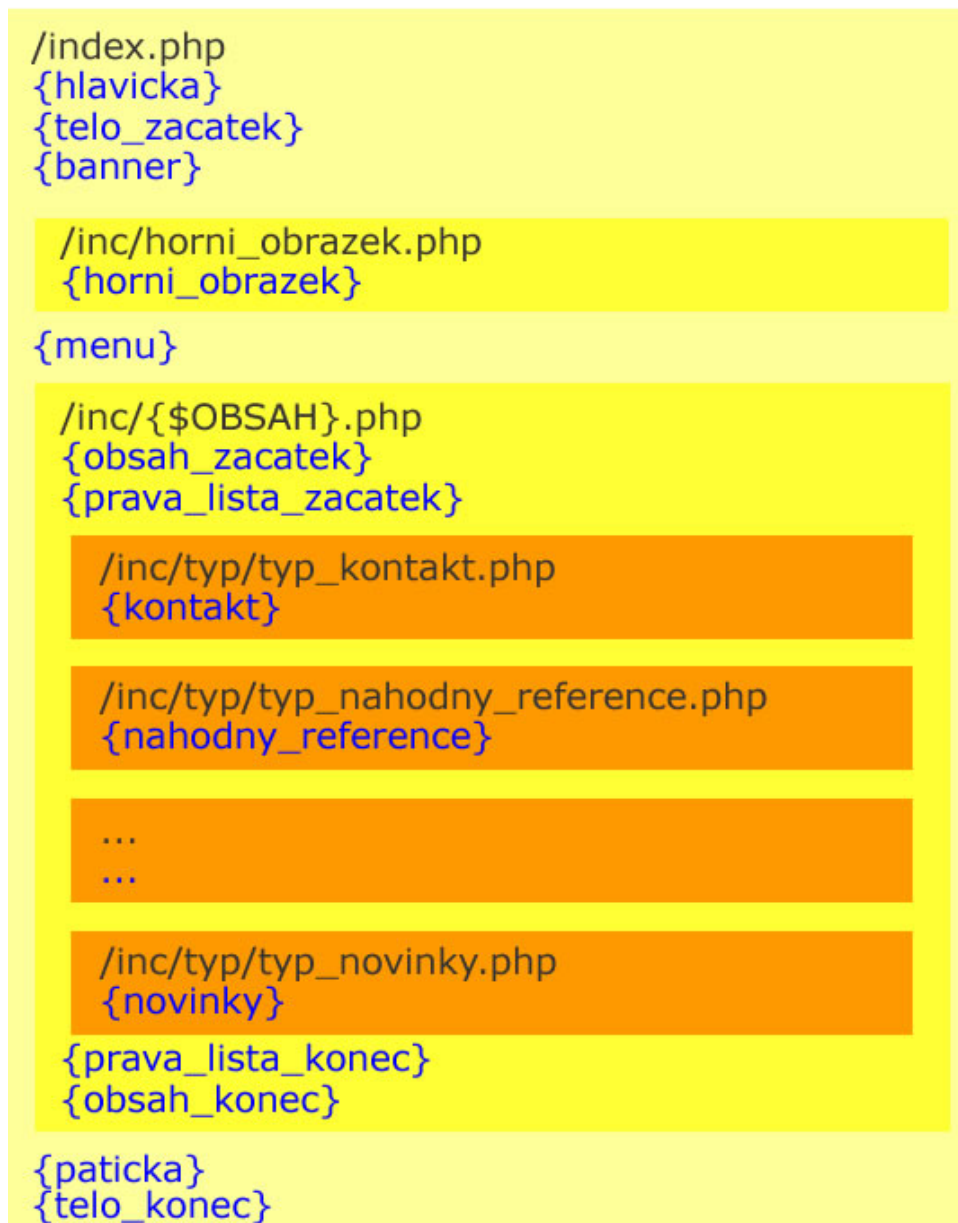 /index.php
{hlavicka}
{telo_zacatek}
{banner}
/inc/horni_obrazek.php
{horni_obrazek}
{menu}
/inc/{$OBSAH}.php
{obsah_zacatek}
{prava_lista_zacatek}
/inc/typ/typ_kontakt.php
{kontakt}
/inc/typ/typ_nahodny_reference.php
{nahodny_reference}
...
...
/inc/typ/typ_novinky.php
{novinky}
{prava_lista_konec}
{obsah_konec}
{paticka}
{telo_konec}